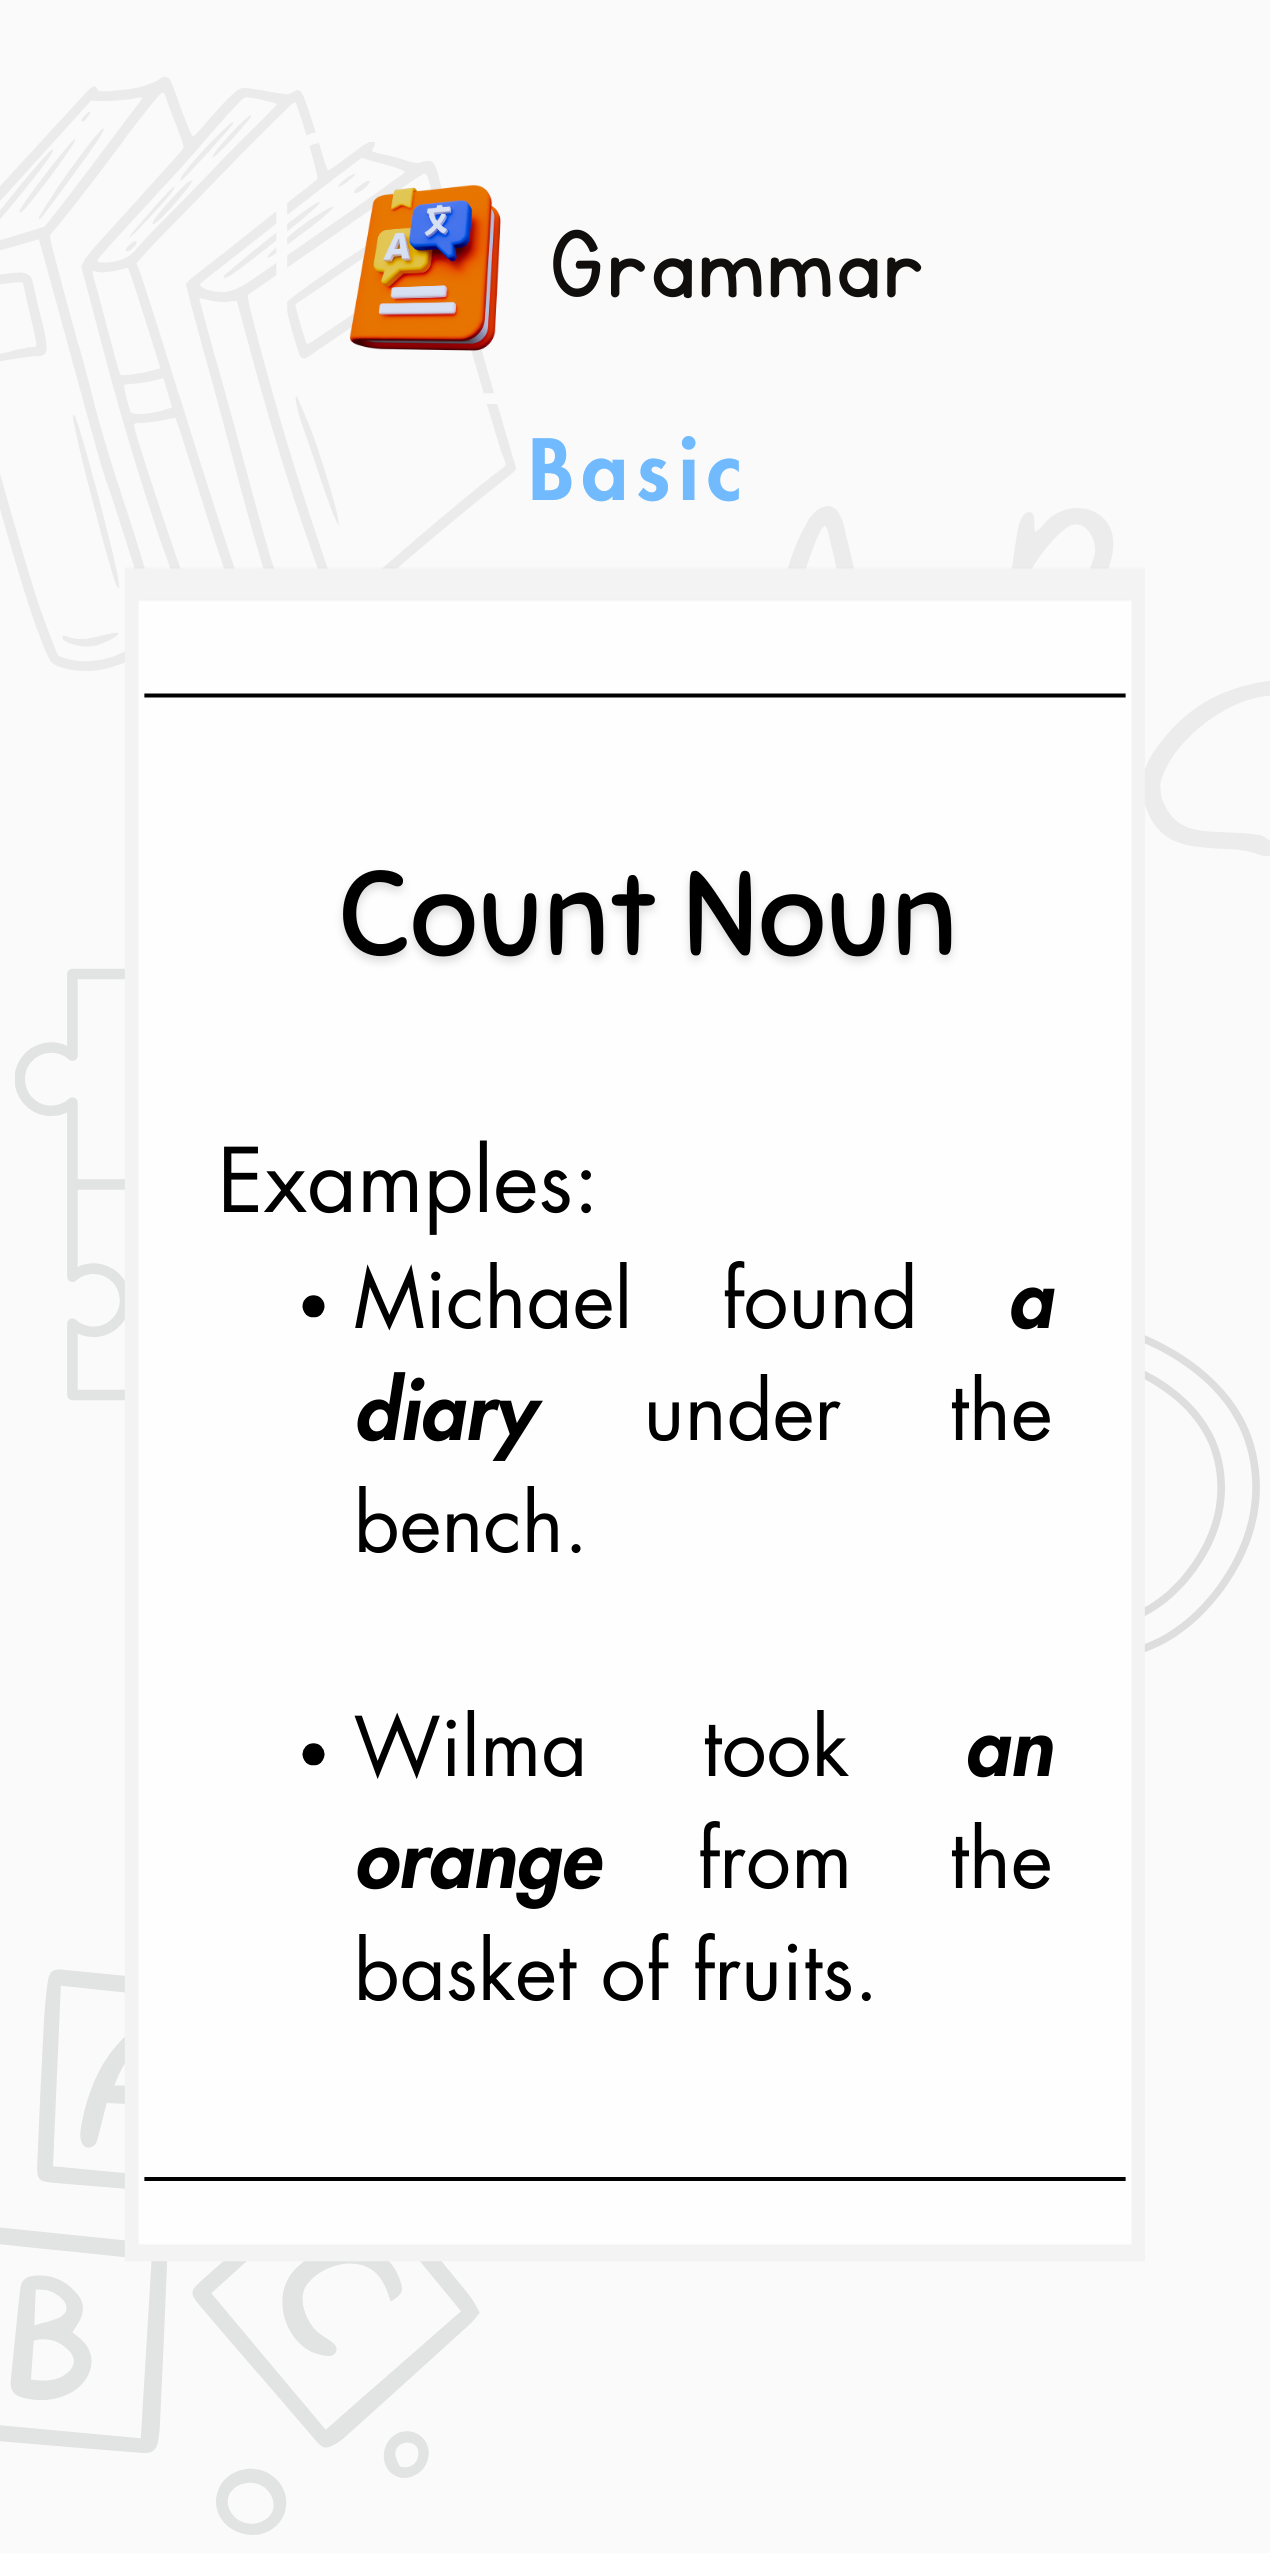 A 文
Grammar
Basic
Count Noun
Examples:
• Michael found a
diary under the
bench.
• Wilma took an
orange from the
basket of fruits.
A
B
C